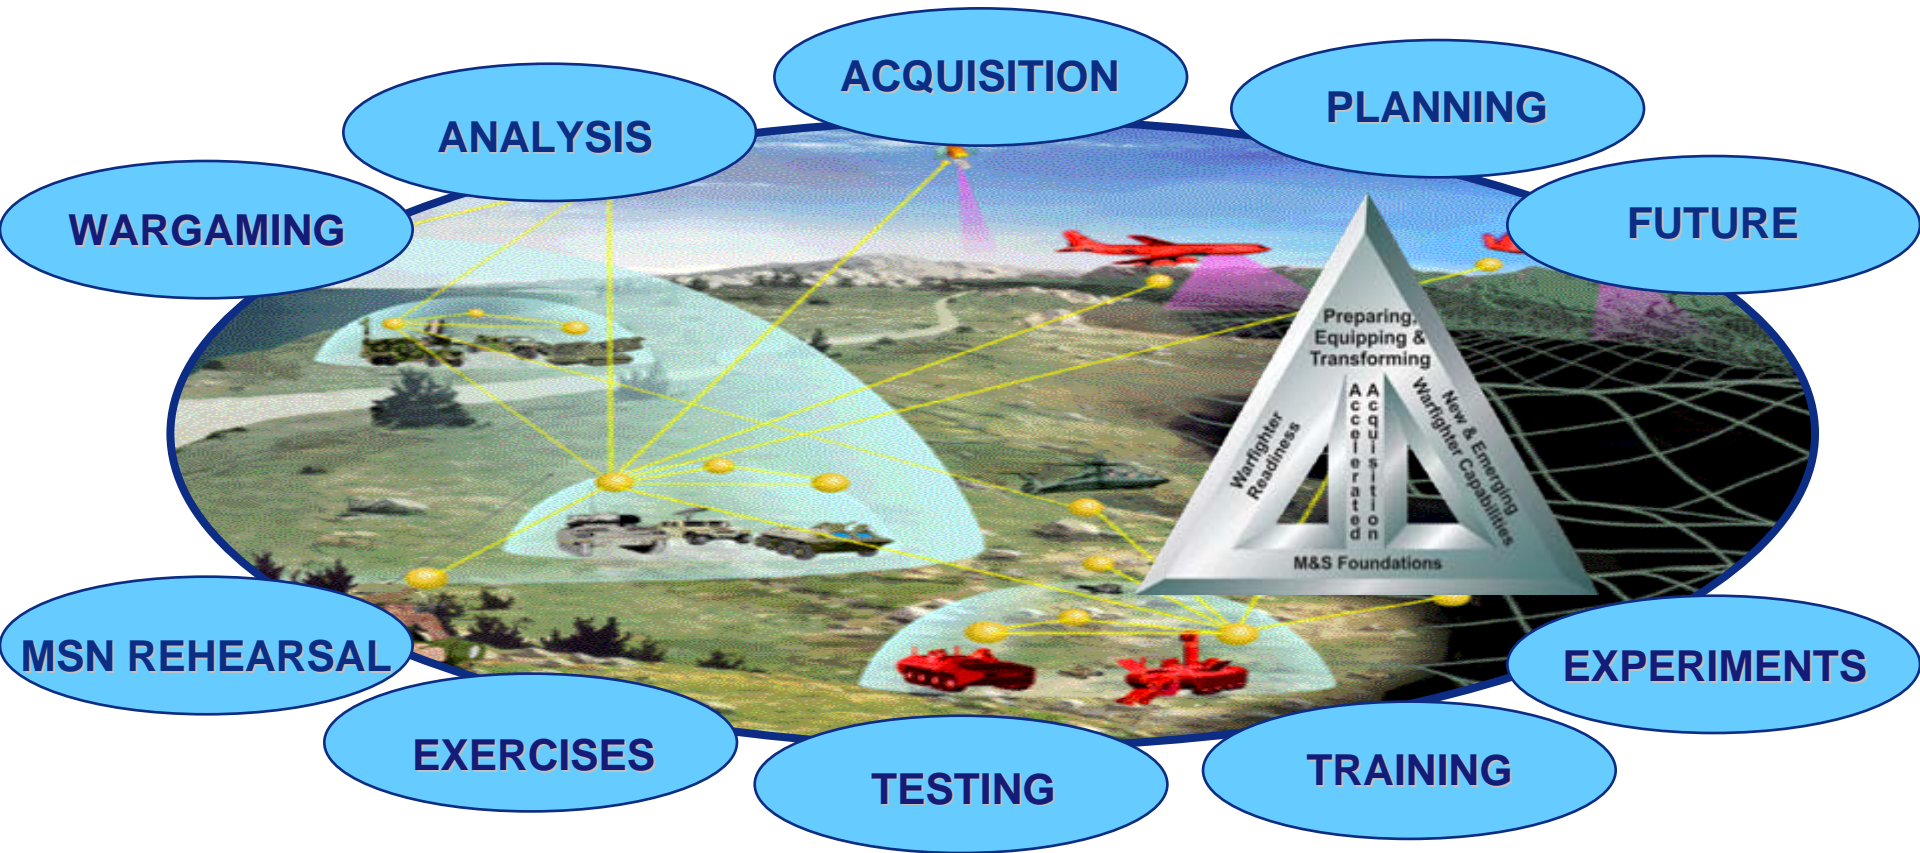 ACQUISITION
PLANNING
ANALYSIS
WARGAMING
FUTURE
Preparing,
Equipping &
Transforming
Warfighter
Readiness
Accelerated
Acquisition
New & Emerging
Warfighter Capabilities
M&S Foundations
MSN REHEARSAL
EXPERIMENTS
EXERCISES
TESTING
TRAINING